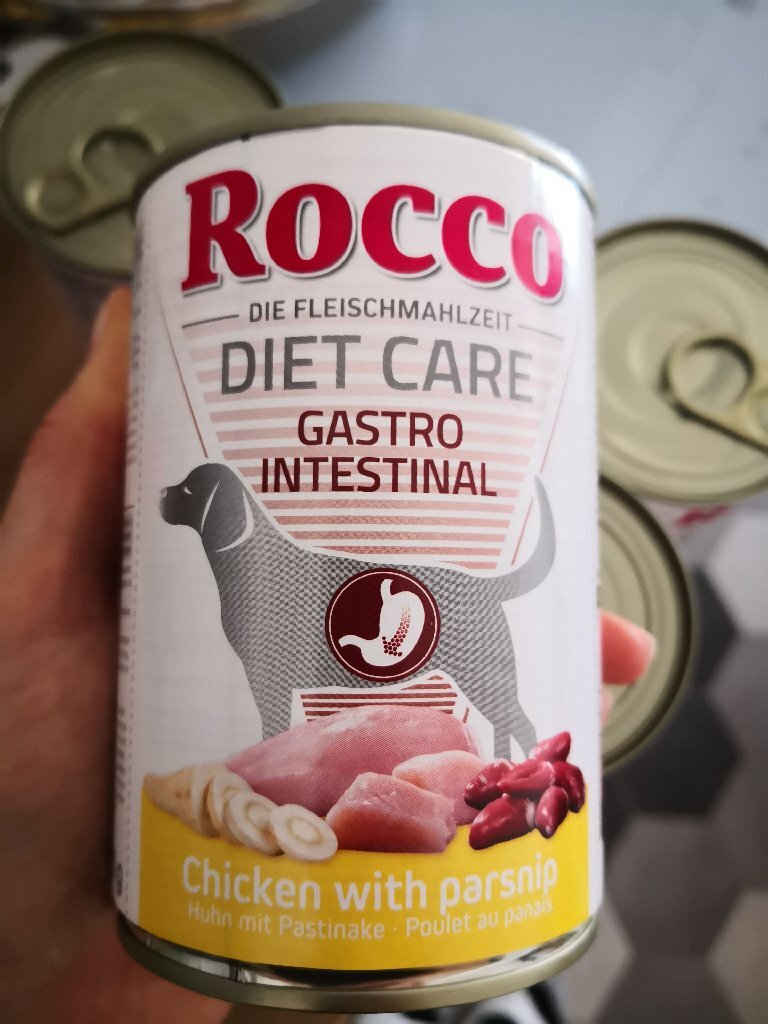 ROCCO
DIE FLEISCHMAHLZEIT
DIET CARE
GASTRO
INTESTINAL
Chicken with parsnip
Huhn mit Pastinake · Poulet au panais